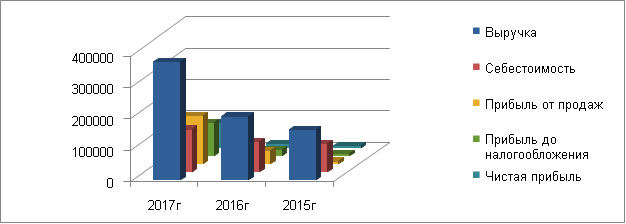 400000
300000
200000
100000
0
2017г
2016г
2015г
Выручка
Себестоимость
Прибыль от продаж
Прибыль до
налогообложения
Чистая прибыль